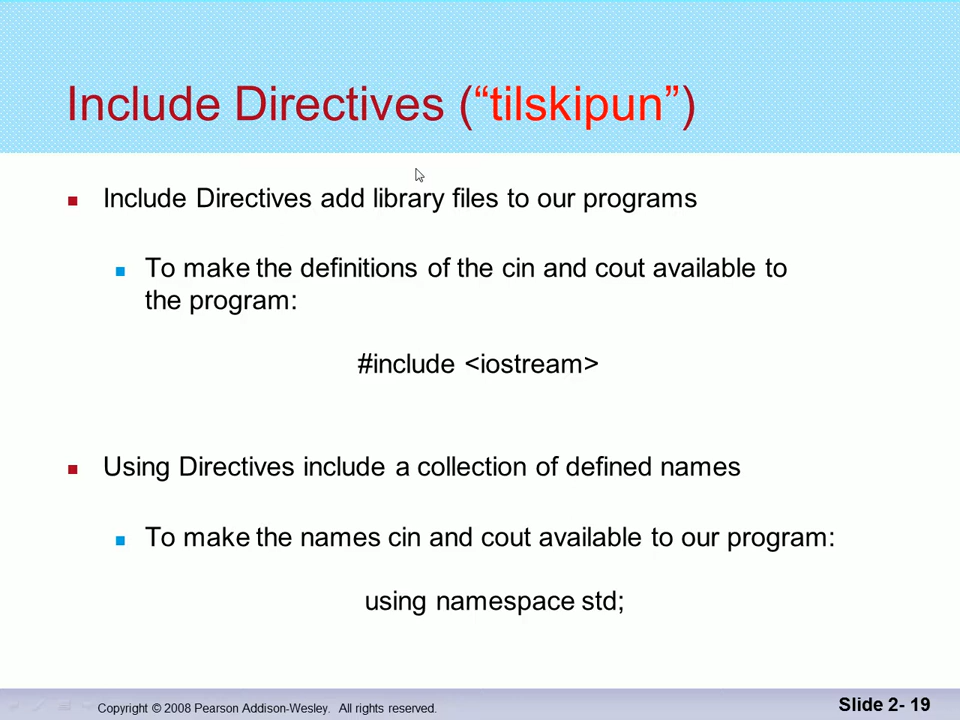 Include Directives (“tilskipun”)
Include Directives add library files to our programs
To make the definitions of the cin and cout available to
the program:
#include <iostream>
Using Directives include a collection of defined names
To make the names cin and cout available to our program:
using namespace std;
Copyright © 2008 Pearson Addison-Wesley. All rights reserved.
Slide 2- 19